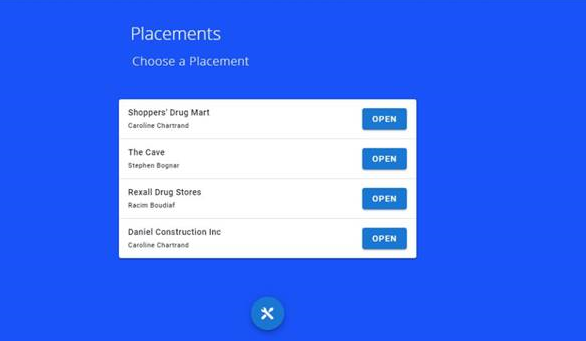 Placements
Choose a Placement
Shoppers' Drug Mart
Caroline Chartrand
OPEN
The Cave
Stephen Bognar
OPEN
Rexall Drug Stores
Racim Boudiaf
OPEN
Daniel Construction Inc
Caroline Chartrand
OPEN